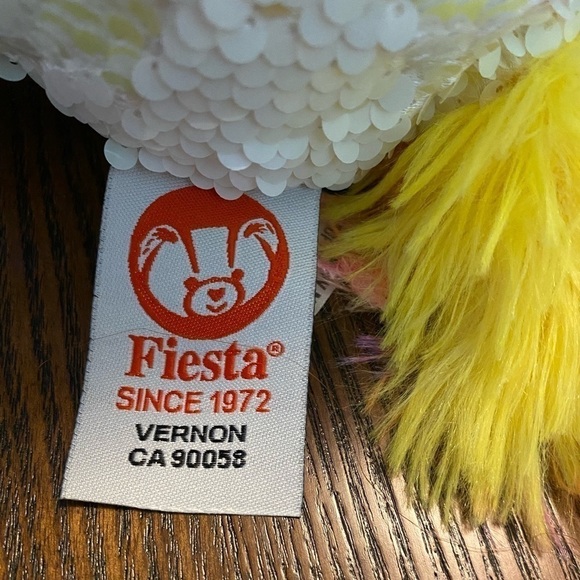 Fiesta®
SINCE 1972
VERNON
CA 90058